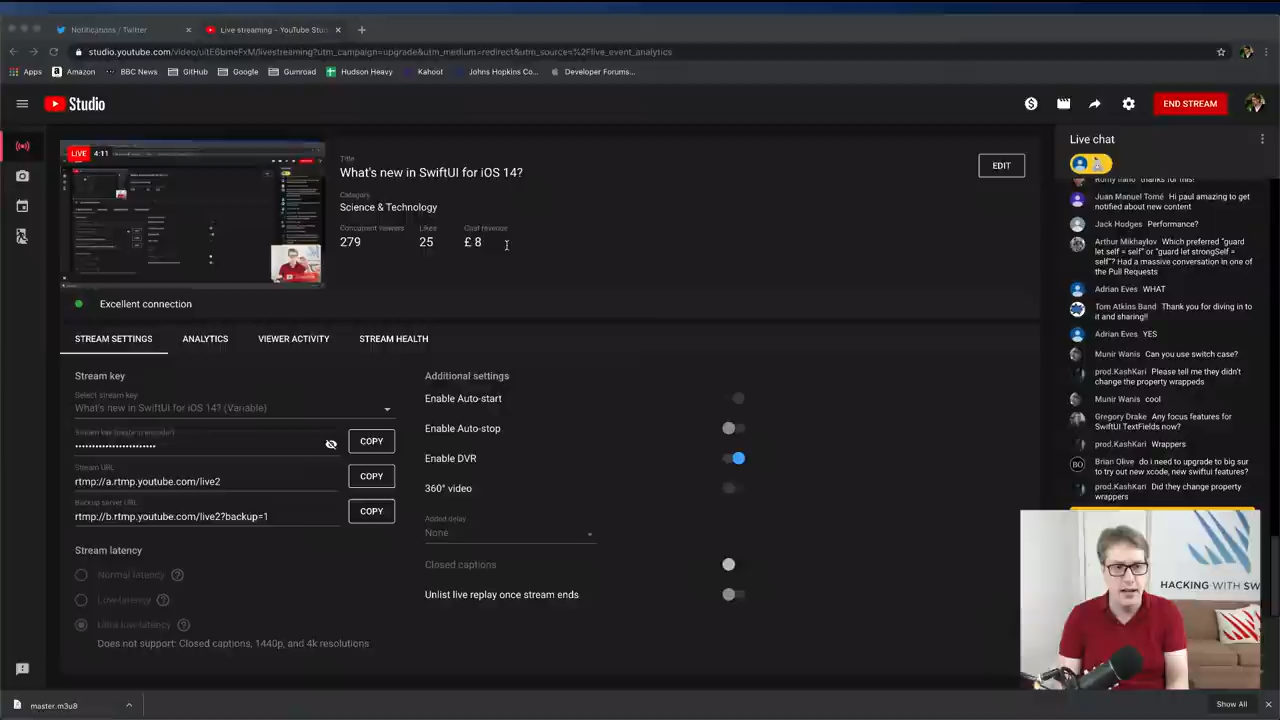 Notifications / Twitter
Live streaming - YouTube Stud
studio.youtube.com/video/uitE6bmeFxM/livestreaming?utm_campaign=upgrade&utm_medium=redirect&utm_source=%2Flive_event_analytics
Apps Amazon BBC News GitHub Google Gumroad Hudson Heavy Kahoot Johns Hopkins Co... Developer Forums...
Studio
END STREAM
LIVE 4:11
Title
What's new in SwiftUI for iOS 14?
EDIT
Category
Science & Technology
Concurrent viewers Likes Chat revenue
279 25 £ 8
Excellent connection
STREAM SETTINGS ANALYTICS VIEWER ACTIVITY STREAM HEALTH
Stream key
Select stream key
What's new in SwiftUI for iOS 14? (Variable)
Stream key (paste in encoder)
COPY
Stream URL
rtmp://a.rtmp.youtube.com/live2
COPY
Backup server URL
rtmp://b.rtmp.youtube.com/live2?backup=1
COPY
Stream latency
Normal latency
Low-latency
Ultra low-latency
Does not support: Closed captions, 1440p, and 4k resolutions
Additional settings
Enable Auto-start
Enable Auto-stop
Enable DVR
360° video
Added delay
None
Closed captions
Unlist live replay once stream ends
Live chat
thanks for this!
Juan Manuel Tomé Hi paul amazing to get
notified about new content
Jack Hodges Performance?
Arthur Mikhaylov Which preferred "guard
let self = self" or "guard let strongSelf =
self"? Had a massive conversation in one of
the Pull Requests
Adrian Eves WHAT
Tom Atkins Band Thank you for diving in to
it and sharing!!
Adrian Eves YES
Munir Wanis Can you use switch case?
prod.KashKari Please tell me they didn't
change the property wrappeds
Munir Wanis cool
Gregory Drake Any focus features for
SwiftUI TextFields now?
prod.KashKari Wrappers
Brian Olive do i need to upgrade to big sur
to try out new xcode, new swiftui features?
prod.KashKari Did they change property
wrappers
HACKING WITH SW
master.m3u8
Show All